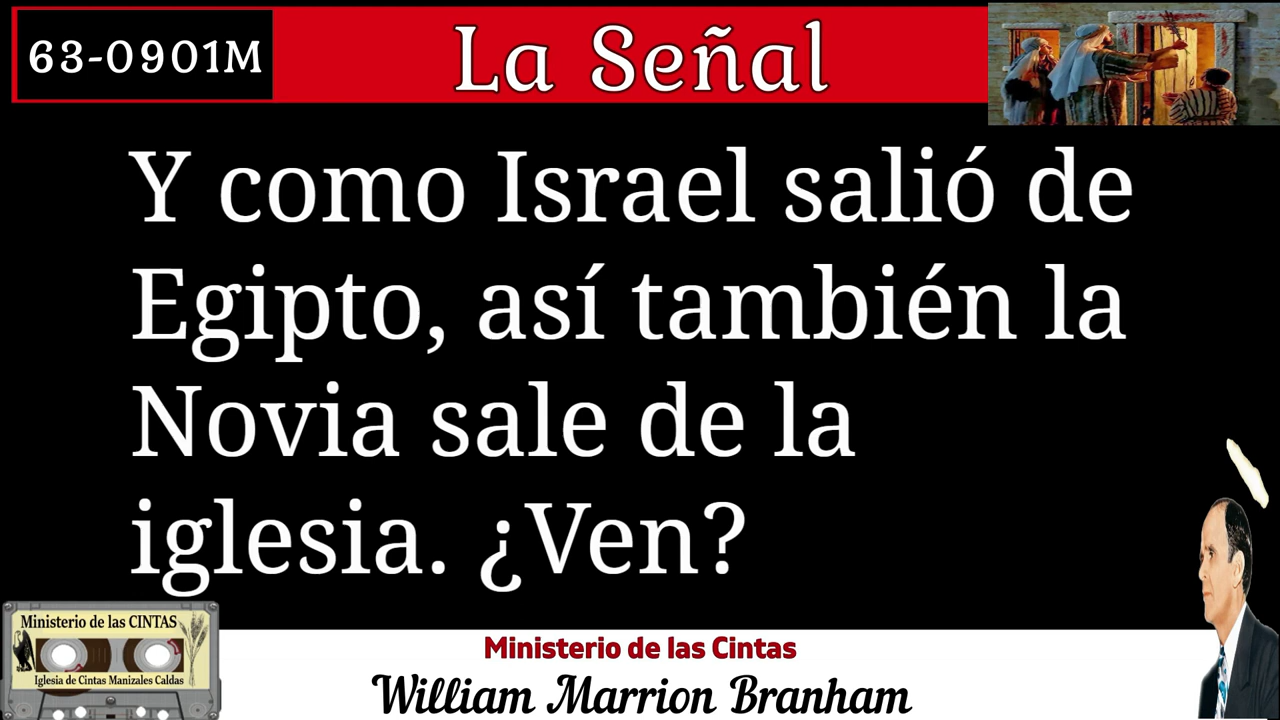 63-0901M
La Señal
Y como Israel salió de
Egipto, así también la
Novia sale de la
iglesia. ¿Ven?
Ministerio de las CINTAS
Iglesia de Cintas Manizales Caldas
Ministerio de las Cintas
William Marrion Branham